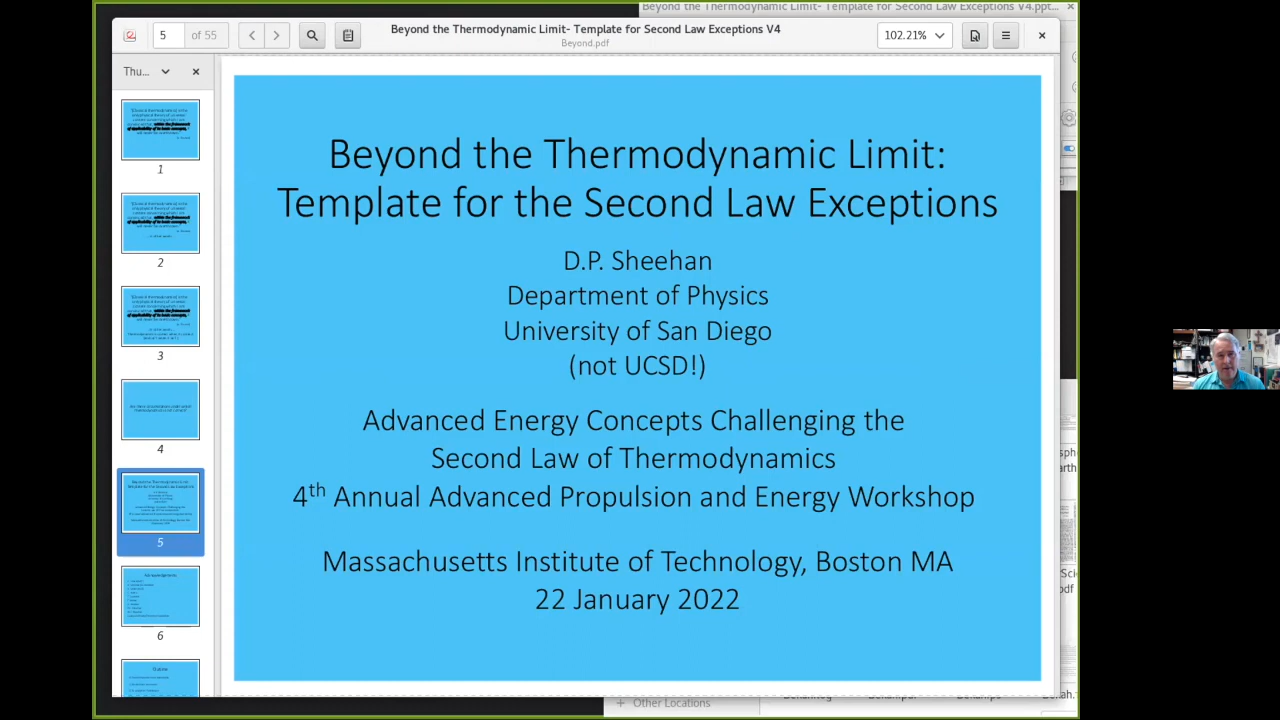 Beyond the Thermodynamic Limit- Template for Second Law Exceptions V4.ppt...
5
of 55
Beyond the Thermodynamic Limit- Template for Second Law Exceptions V4
Beyond.pdf
102.21%
Thu...
1
2
3
4
5
6
Beyond the Thermodynamic Limit:
Template for the Second Law Exceptions
D.P. Sheehan
Department of Physics
University of San Diego
(not UCSD!)
Advanced Energy Concepts Challenging the
Second Law of Thermodynamics
4th Annual Advanced Propulsion and Energy Workshop
Massachusetts Institute of Technology, Boston MA
22 January 2022
Other Locations